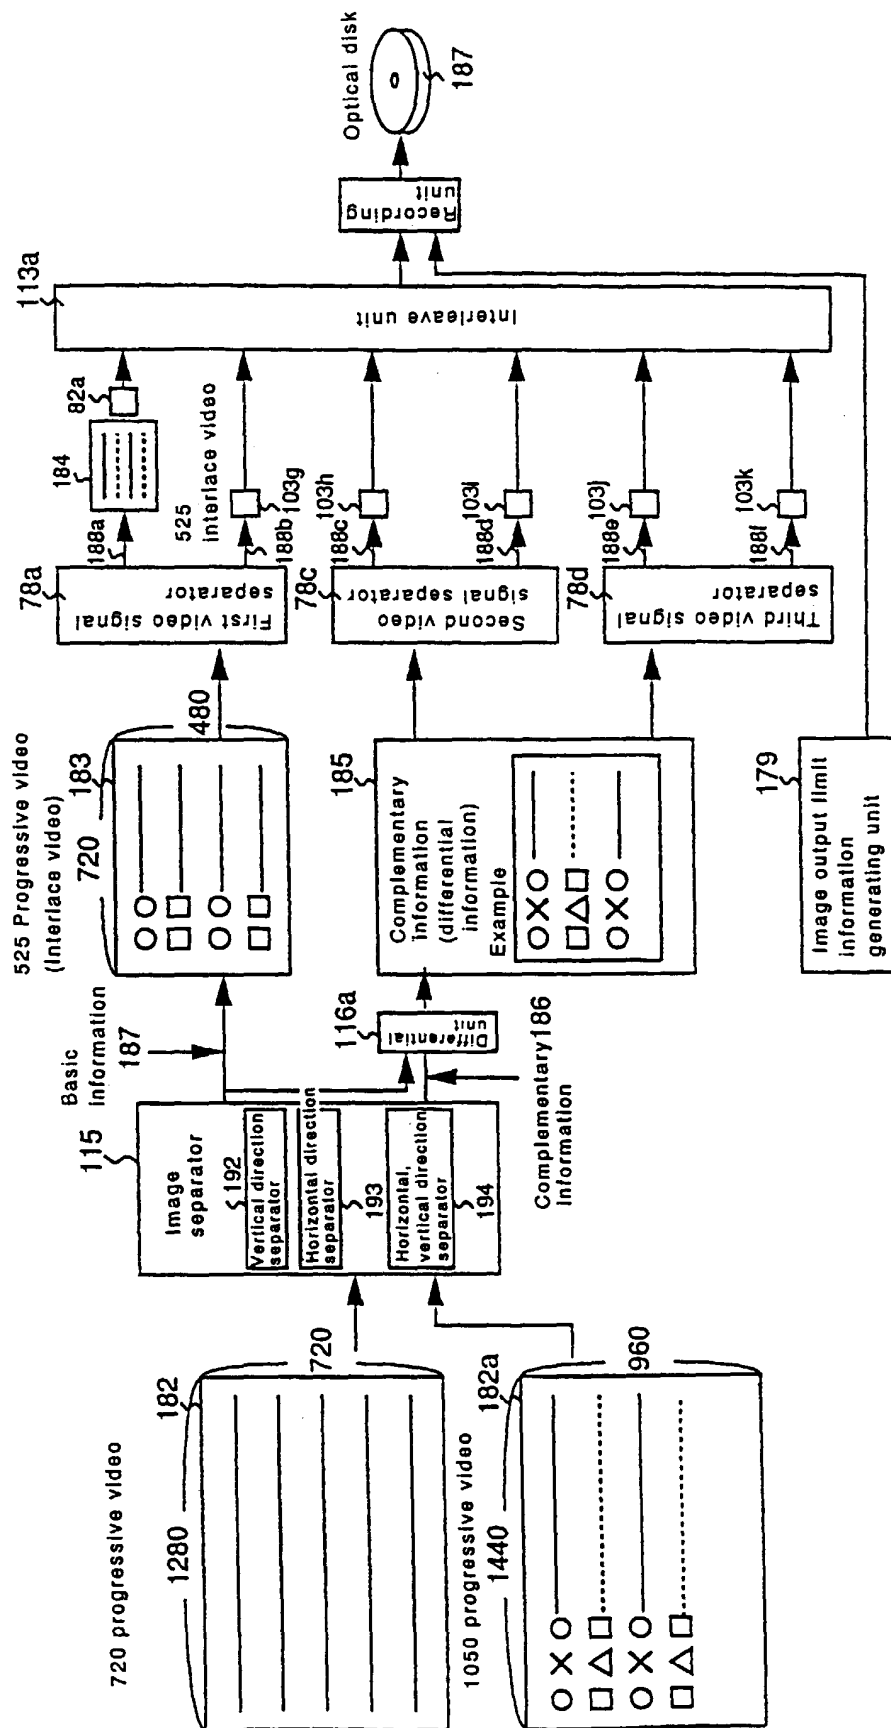 720 progressive video
1280
182
720
1050 progressive video
1440
182a
960
115
Image
separator
192
Vertical direction
separator
Horizontal direction
separator
193
Horizontal,
vertical direction
separator
194
Basic
information
187
Complementary
information
186
116a
Differential
unit
525 Progressive video
(Interlace video)
720
183
480
185
Complementary
information
(differential
information)
Example
179
Image output limit
information
generating unit
78a
First video signal
separator
78c
Second video
signal separator
78d
Third video signal
separator
188a
184
82a
188b
525
interlace video
103g
188c
103h
188d
103i
188e
103j
188f
103k
113a
Interleave unit
Recording
unit
Optical disk
187